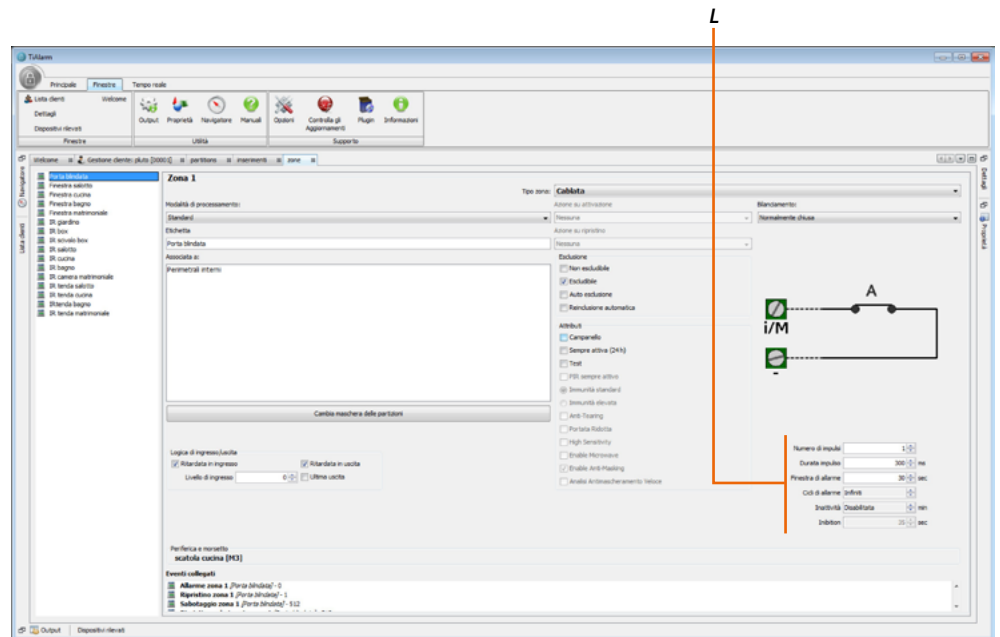 L
TiAlarm
Principale Finestre Tempo reale
Lista clienti Welcome
Dettagli
Dispositivi rilevati
Output Proprietà Navigatore Manuali Opzioni Controlla gli Aggiornamenti Plugin Informazioni
Finestre Utilità Supporto
Welcome Gestione cliente: pluto [00001] partitions inserimenti zone
Navigatore
Lista clienti
Dettagli
Proprietà
Porta blindata
Finestra salotto
Finestra cucina
Finestra bagno
Finestra matrimoniale
IR giardino
IR box
IR scivolo box
IR salotto
IR cucina
IR bagno
IR camera matrimoniale
IR tenda salotto
IR tenda cucina
IRtenda bagno
IR tenda matrimoniale
Zona 1
Tipo zona: Cablata
Modalità di processamento:
Standard
Etichetta
Porta blindata
Associata a:
Perimetrali interni
Cambia maschera delle partizioni
Logica di ingresso/uscita
Ritardata in ingresso Ritardata in uscita
Livello di ingresso 0 Ultima uscita
Azione su attivazione
Nessuna
Azione su ripristino
Nessuna
Esclusione
Non escludibile
Escludibile
Auto esclusione
Reinclusione automatica
Attributi
Campanello
Sempre attiva (24h)
Test
PIR sempre attivo
Immunità standard
Immunità elevata
Anti-Tearing
Portata Ridotta
High Sensitivity
Enable Microwave
Enable Anti-Masking
Analisi Antimascheramento Veloce
Bilanciamento:
Normalmente chiusa
A
i/M
-
Numero di impulsi 1
Durata impulso 300 ms
Finestra di allarme 30 sec
Cicli di allarme Infiniti
Inattività Disabilitata min
Inibition sec
Periferica e morsetto
scatola cucina [M3]
Eventi collegati
Allarme zona 1 [Porta blindata] - 0
Ripristino zona 1 [Porta blindata] - 1
Sabotaggio zona 1 [Porta blindata] - 512
Output Dispositivi rilevati